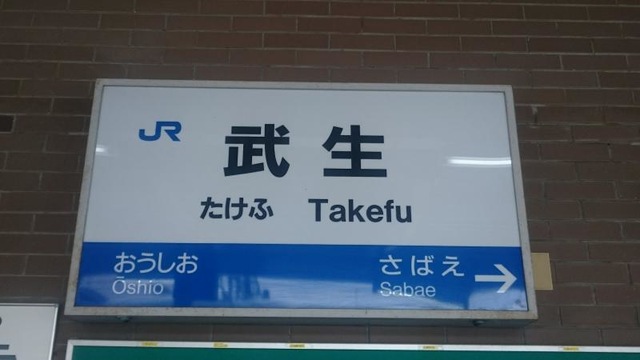 JR 武生
たけふ Takefu
おうしお さばえ →
Ōshio Sabae